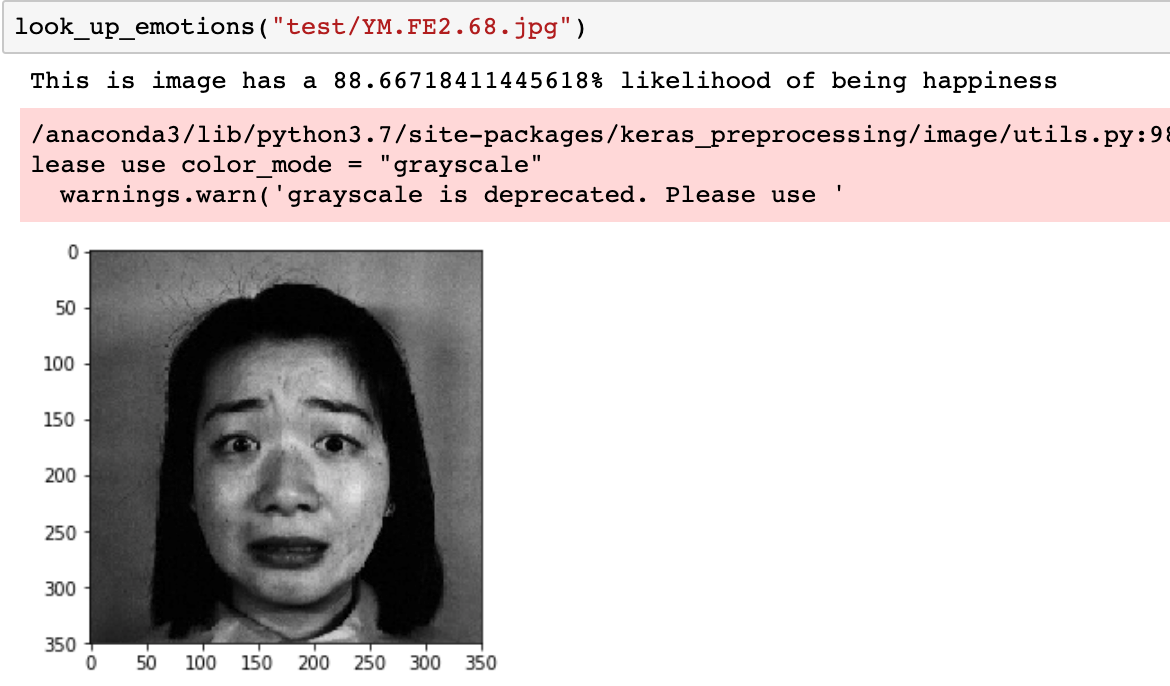 look_up_emotions("test/YM.FE2.68.jpg")
This is image has a 88.66718411445618% likelihood of being happiness
/anaconda3/lib/python3.7/site-packages/keras_preprocessing/image/utils.py:98
lease use color_mode = "grayscale"
warnings.warn('grayscale is deprecated. Please use '
0
50
100
150
200
250
300
350
0 50 100 150 200 250 300 350